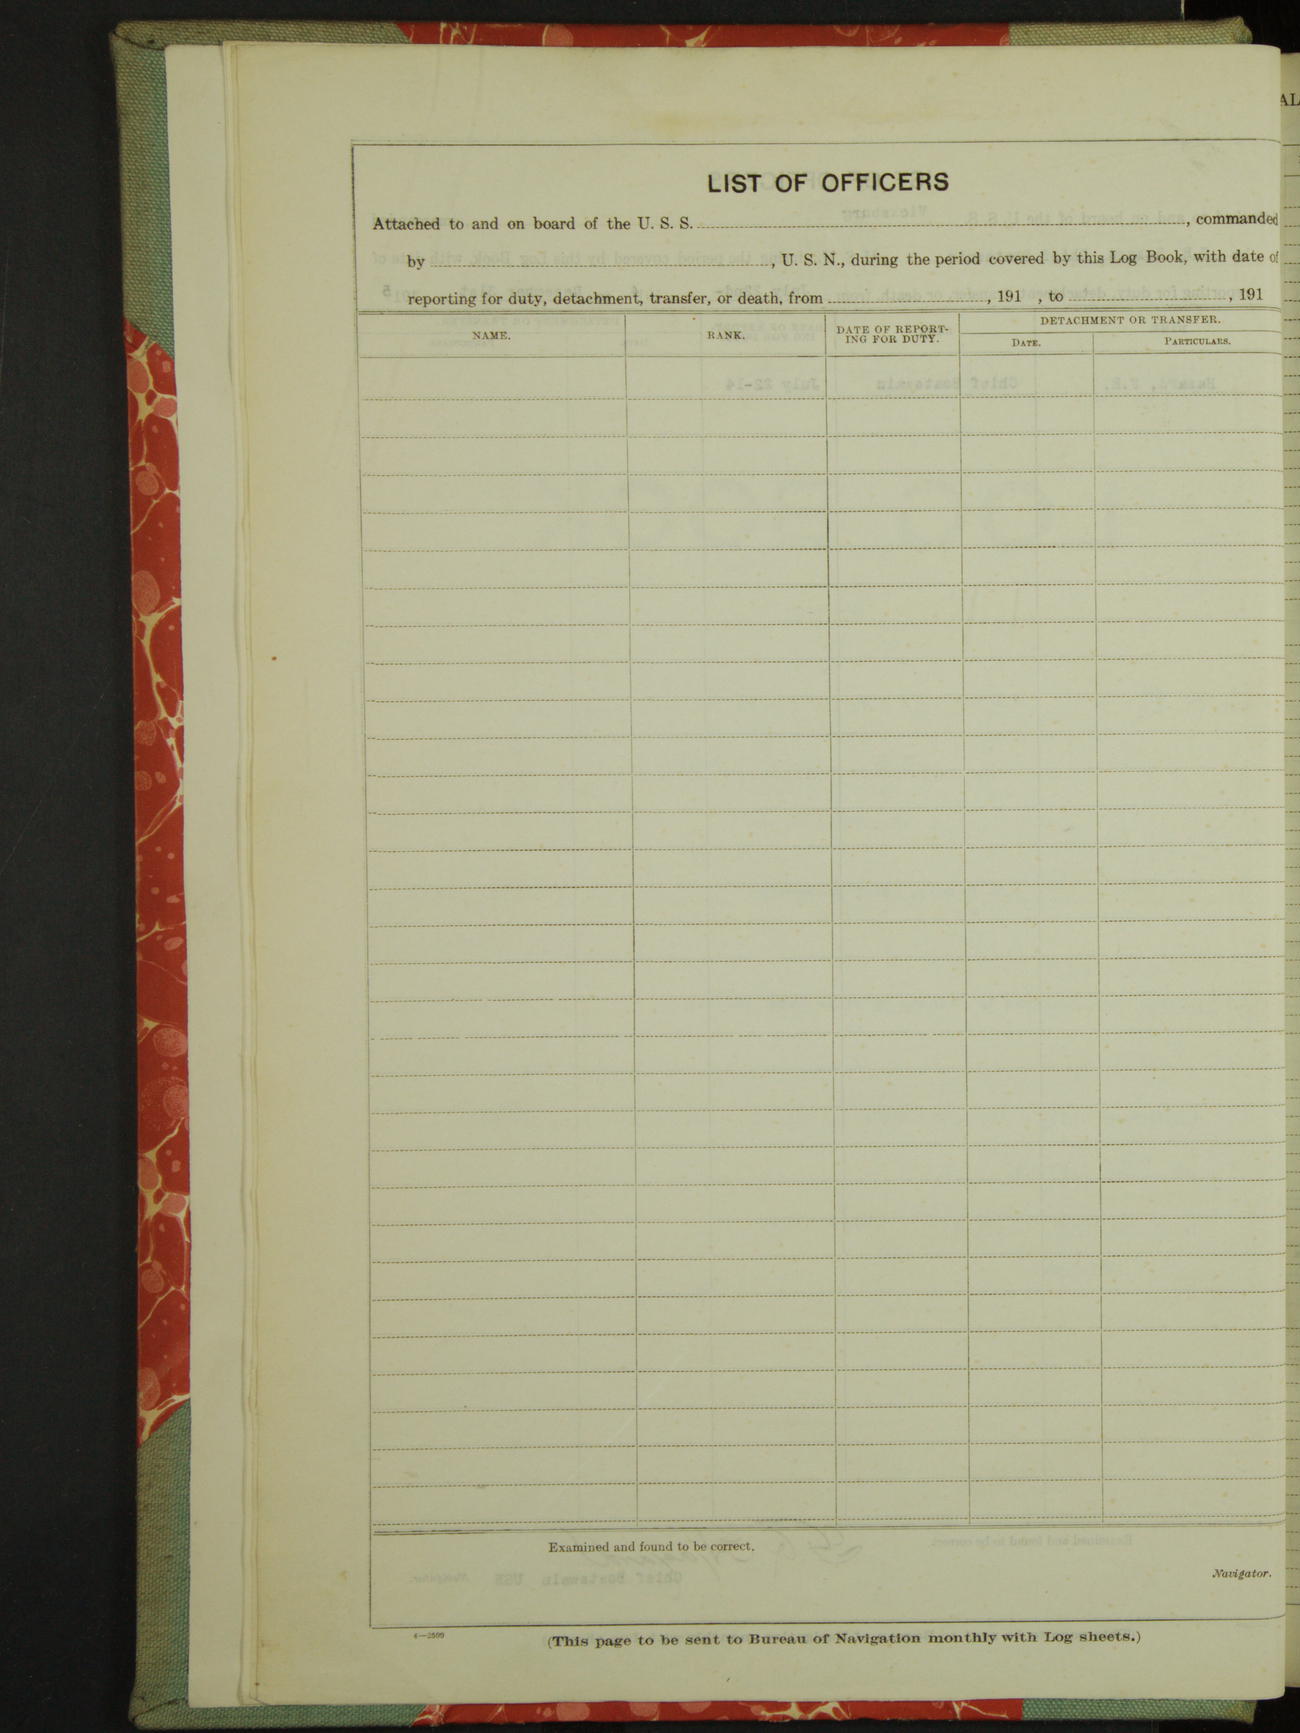 LIST OF OFFICERS
Attached to and on board of the U. S. S. , commanded
by , U. S. N., during the period covered by this Log Book, with date of
reporting for duty, detachment, transfer, or death, from , 191 , to , 191
NAME.
RANK.
DATE OF REPORT-
ING FOR DUTY.
DETACHMENT OR TRANSFER.
DATE.
PARTICULARS.
Examined and found to be correct.
Navigator.
(This page to be sent to Bureau of Navigation monthly with Log sheets.)